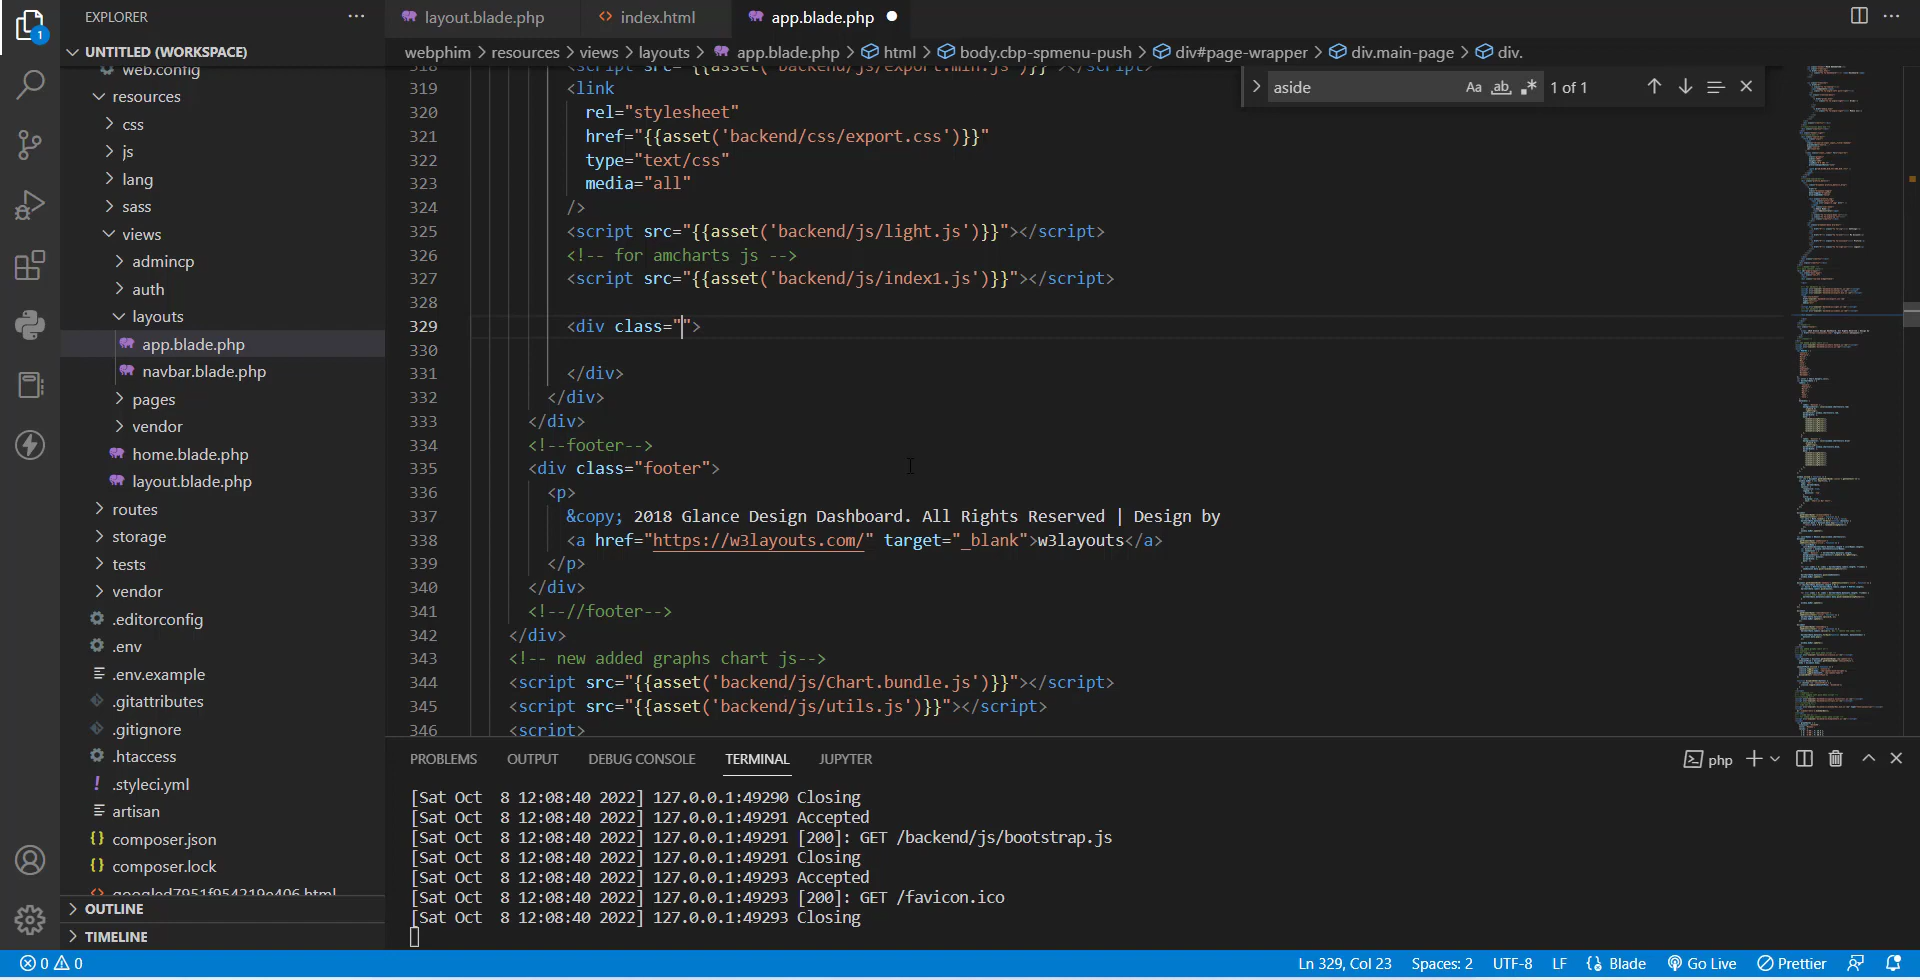 EXPLORER
layout.blade.php
index.html
app.blade.php
UNTITLED (WORKSPACE)
webphim > resources > views > layouts > app.blade.php > html > body.cbp-spmenu-push > div#page-wrapper > div.main-page > div.
1
web.config
resources
css
js
lang
sass
views
admincp
auth
layouts
app.blade.php
navbar.blade.php
pages
vendor
home.blade.php
layout.blade.php
routes
storage
tests
vendor
.editorconfig
.env
.env.example
.gitattributes
.gitignore
.htaccess
.styleci.yml
artisan
composer.json
composer.lock
googled7951f954219e406.html
OUTLINE
TIMELINE
aside
Aa
ab
1 of 1
318 <script src="{{asset('backend/js/export.min.js')}}"></script>
319 <link
320 rel="stylesheet"
321 href="{{asset('backend/css/export.css')}}"
322 type="text/css"
323 media="all"
324 />
325 <script src="{{asset('backend/js/light.js')}}"></script>
326 <!-- for amcharts js -->
327 <script src="{{asset('backend/js/index1.js')}}"></script>
328
329 <div class="">
330
331 </div>
332 </div>
333 </div>
334 <!--footer-->
335 <div class="footer">
336 <p>
337 &copy; 2018 Glance Design Dashboard. All Rights Reserved | Design by
338 <a href="https://w3layouts.com/" target="_blank">w3layouts</a>
339 </p>
340 </div>
341 <!--//footer-->
342 </div>
343 <!-- new added graphs chart js-->
344 <script src="{{asset('backend/js/Chart.bundle.js')}}"></script>
345 <script src="{{asset('backend/js/utils.js')}}"></script>
346 <script>
PROBLEMS
OUTPUT
DEBUG CONSOLE
TERMINAL
JUPYTER
php
[Sat Oct  8 12:08:40 2022] 127.0.0.1:49290 Closing
[Sat Oct  8 12:08:40 2022] 127.0.0.1:49291 Accepted
[Sat Oct  8 12:08:40 2022] 127.0.0.1:49291 [200]: GET /backend/js/bootstrap.js
[Sat Oct  8 12:08:40 2022] 127.0.0.1:49291 Closing
[Sat Oct  8 12:08:40 2022] 127.0.0.1:49293 Accepted
[Sat Oct  8 12:08:40 2022] 127.0.0.1:49293 [200]: GET /favicon.ico
[Sat Oct  8 12:08:40 2022] 127.0.0.1:49293 Closing
0 0
Ln 329, Col 23
Spaces: 2
UTF-8
LF
Blade
Go Live
Prettier